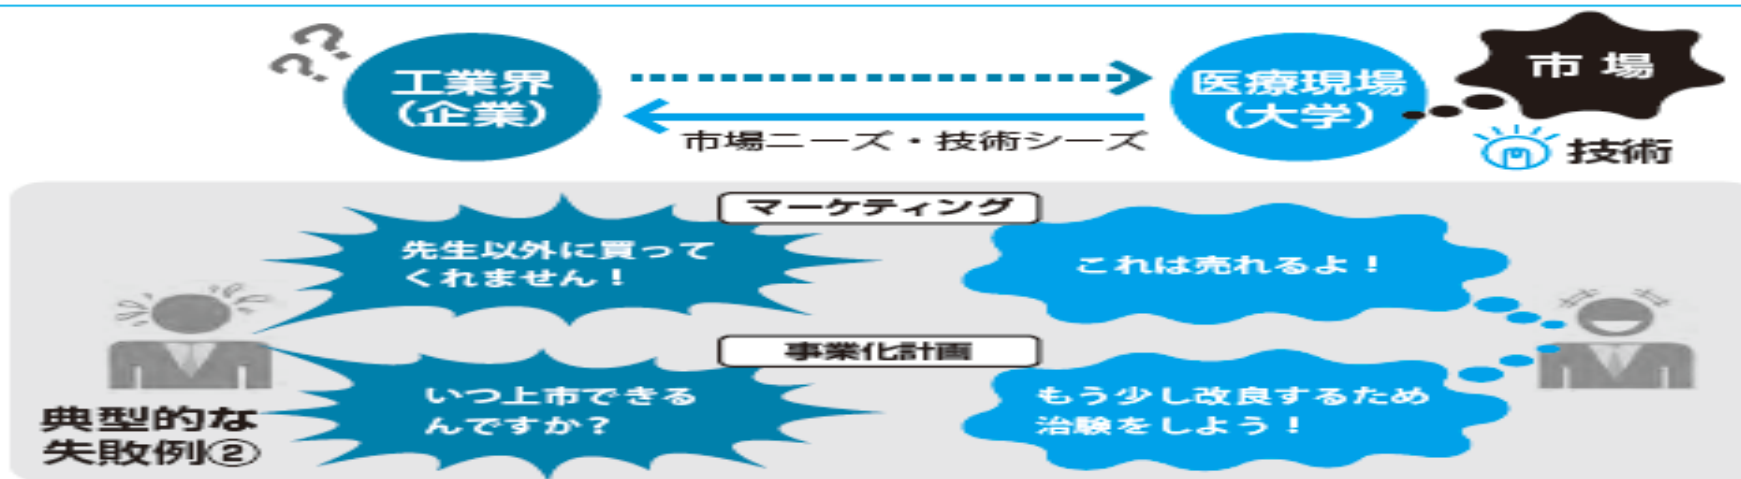 ??
工業界
(企業)
医療現場
(大学)
市場
市場ニーズ・技術シーズ
技術
マーケティング
先生以外に買って
くれません！
これは売れるよ！
事業化計画
いつ上市できる
んですか？
もう少し改良するため
治験をしよう！
典型的な
失敗例②